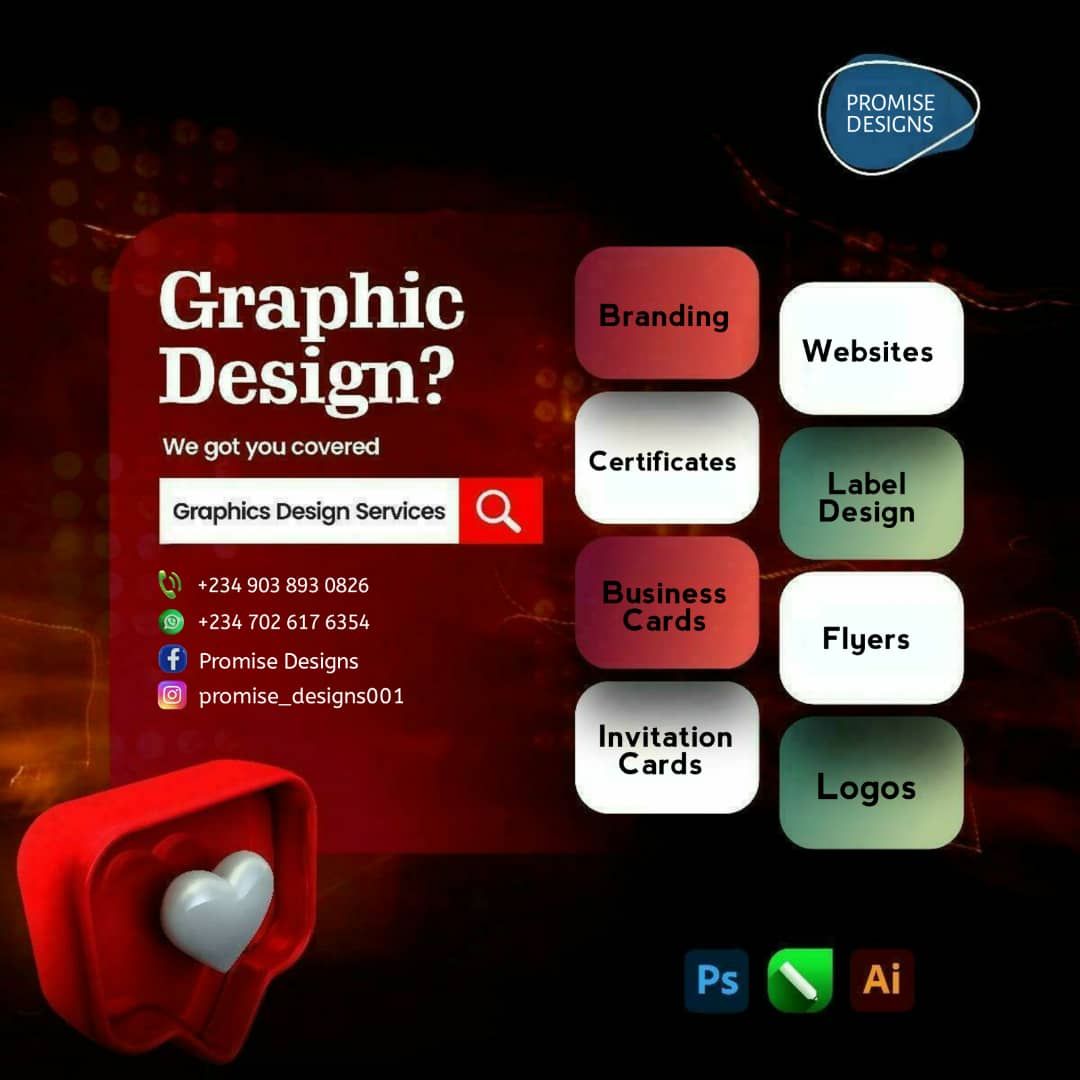 PROMISE
DESIGNS
Graphic
Design?
We got you covered
Graphics Design Services
+234 903 893 0826
+234 702 617 6354
Promise Designs
promise_designs001
Branding
Websites
Certificates
Label
Design
Business
Cards
Flyers
Invitation
Cards
Logos
Ps
Ai